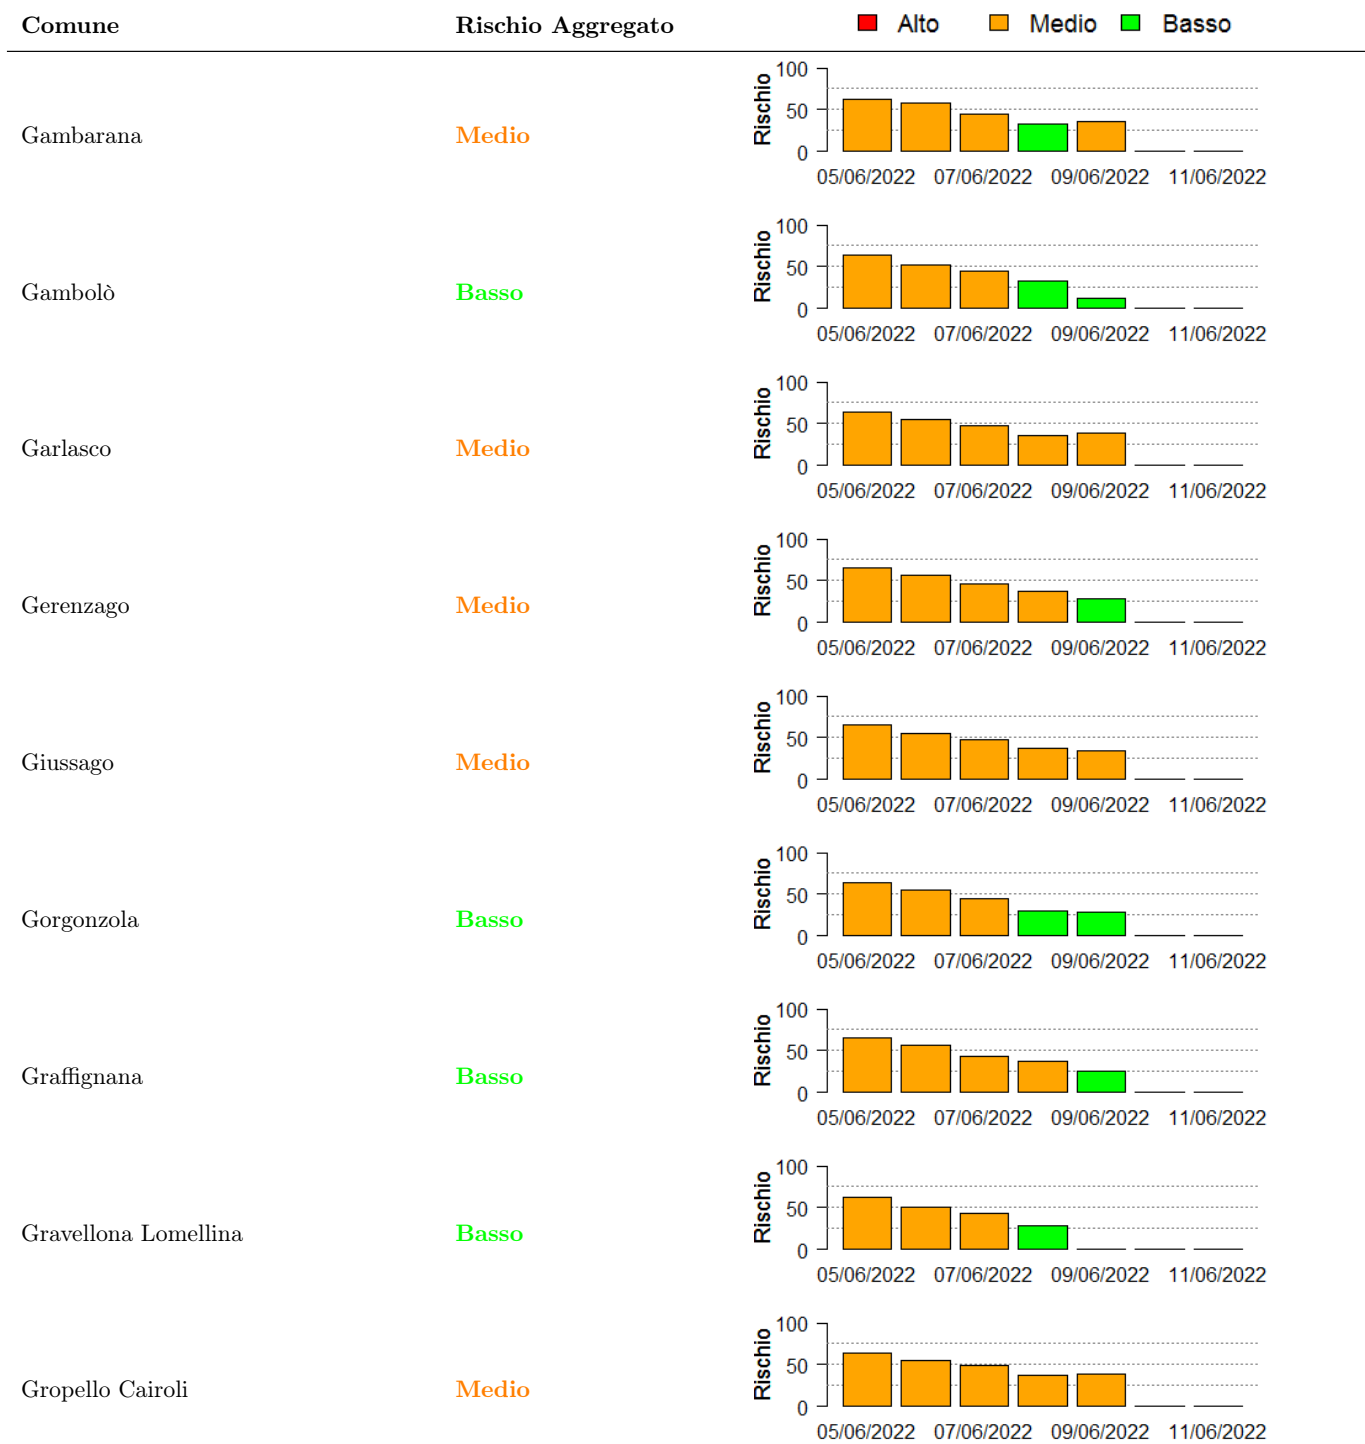 Comune Rischio Aggregato Alto Medio Basso
Gambarana Medio Rischio 100 50 0
05/06/2022 07/06/2022 09/06/2022 11/06/2022
Gambolò Basso Rischio 100 50 0
05/06/2022 07/06/2022 09/06/2022 11/06/2022
Garlasco Medio Rischio 100 50 0
05/06/2022 07/06/2022 09/06/2022 11/06/2022
Gerenzago Medio Rischio 100 50 0
05/06/2022 07/06/2022 09/06/2022 11/06/2022
Giussago Medio Rischio 100 50 0
05/06/2022 07/06/2022 09/06/2022 11/06/2022
Gorgonzola Basso Rischio 100 50 0
05/06/2022 07/06/2022 09/06/2022 11/06/2022
Graffignana Basso Rischio 100 50 0
05/06/2022 07/06/2022 09/06/2022 11/06/2022
Gravellona Lomellina Basso Rischio 100 50 0
05/06/2022 07/06/2022 09/06/2022 11/06/2022
Gropello Cairoli Medio Rischio 100 50 0
05/06/2022 07/06/2022 09/06/2022 11/06/2022